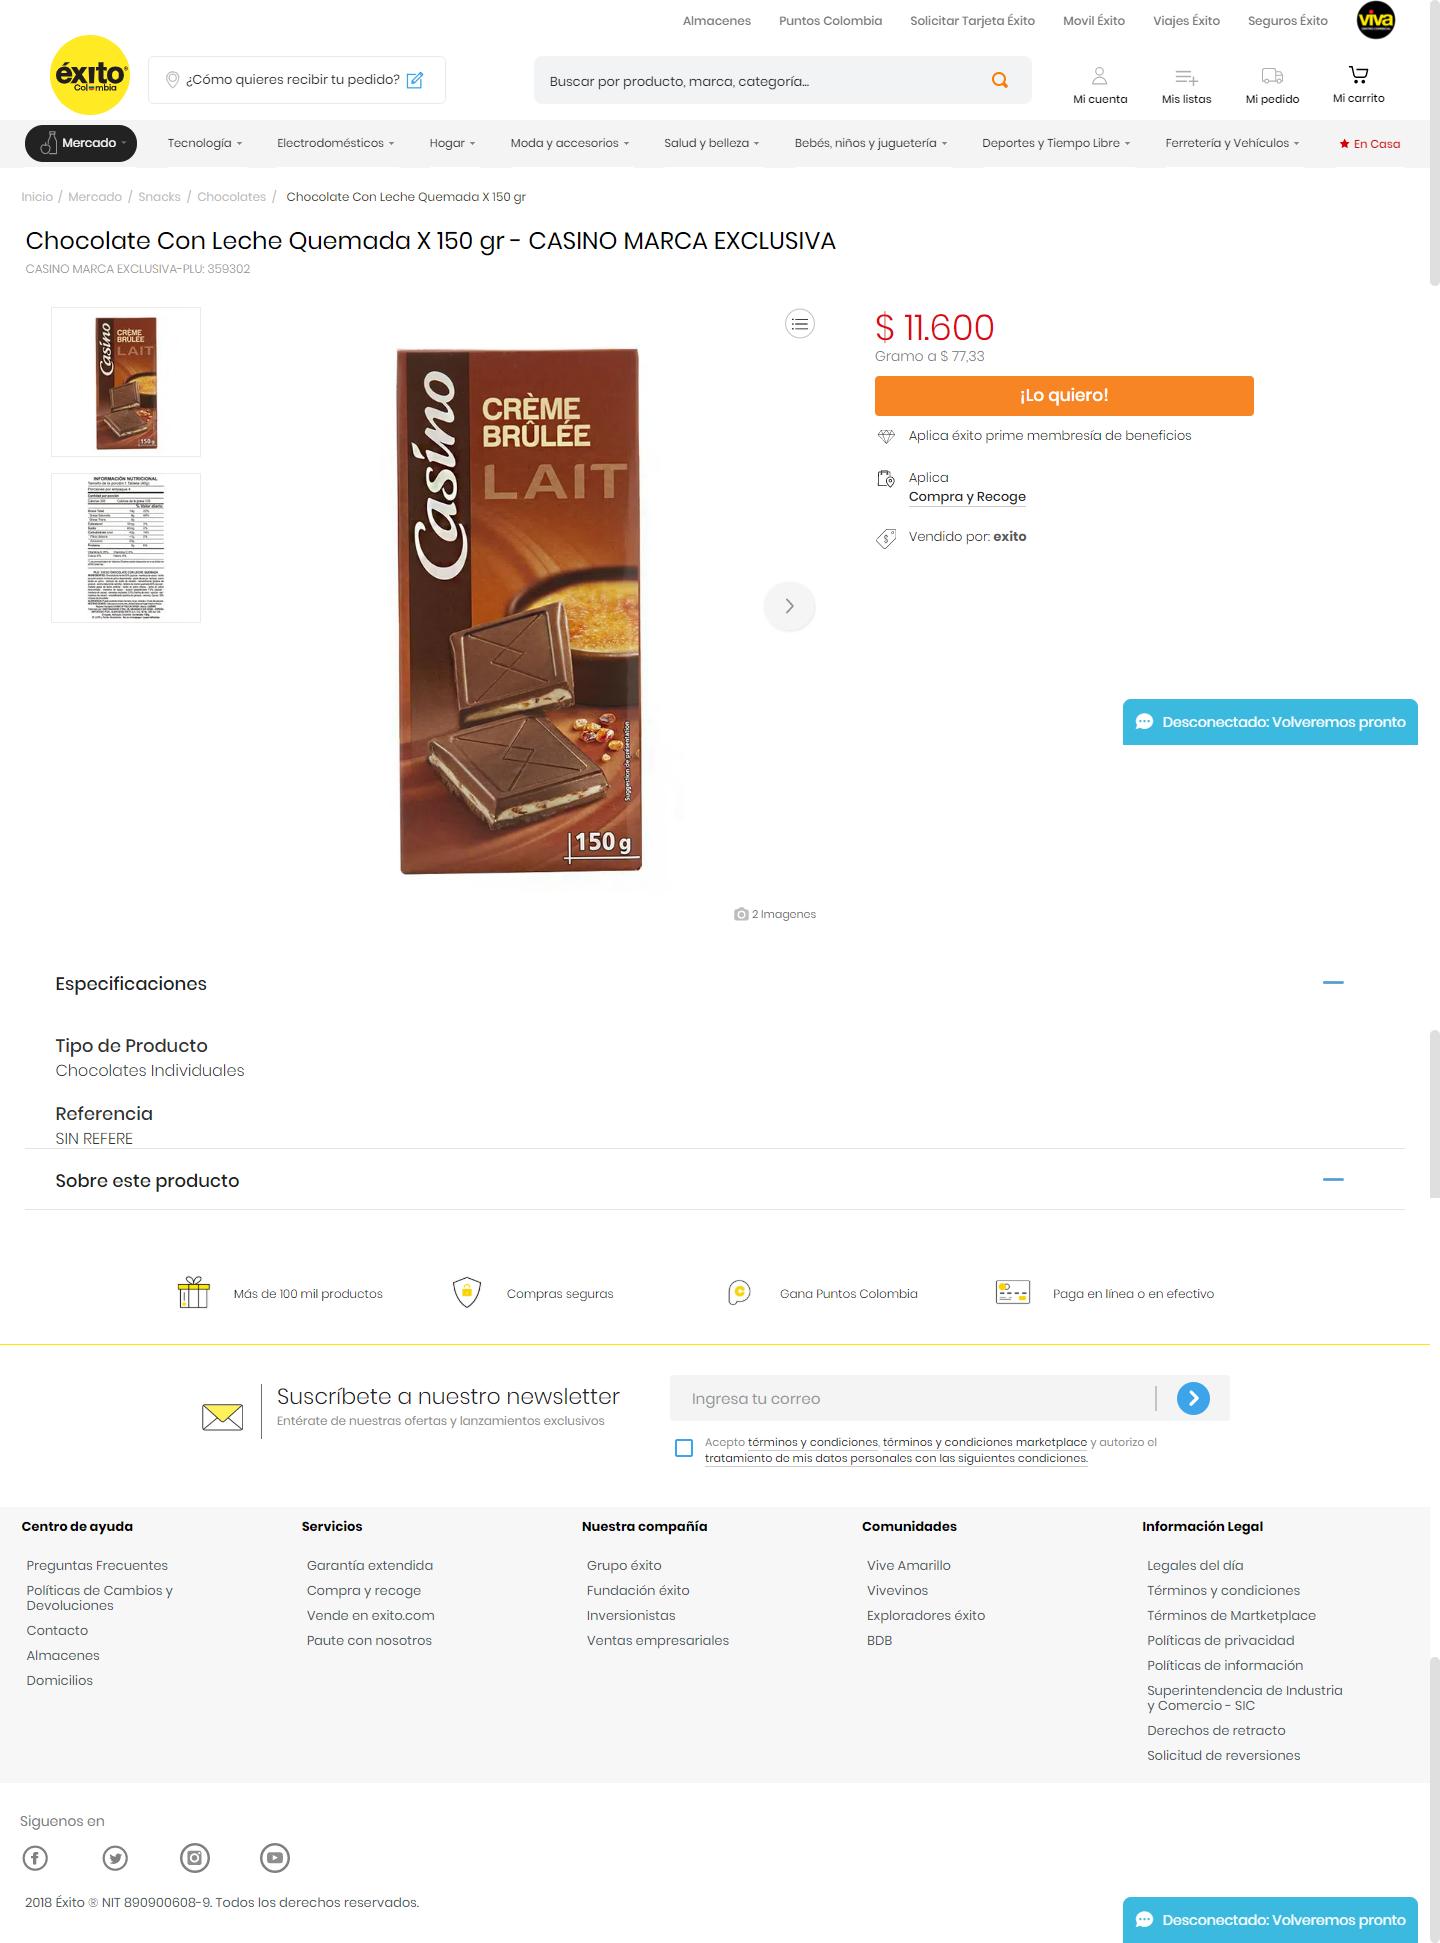 Almacenes Puntos Colombia Solicitar Tarjeta Éxito Movil Éxito Viajes Éxito Seguros Éxito viva
éxito
Colombia
¿Cómo quieres recibir tu pedido?
Buscar por producto, marca, categoría...
Mi cuenta Mis listas Mi pedido Mi carrito
Mercado Tecnología Electrodomésticos Hogar Moda y accesorios Salud y belleza Bebés, niños y juguetería Deportes y Tiempo Libre Ferretería y Vehículos En Casa
Inicio / Mercado / Snacks / Chocolates / Chocolate Con Leche Quemada X 150 gr
Chocolate Con Leche Quemada X 150 gr - CASINO MARCA EXCLUSIVA
CASINO MARCA EXCLUSIVA-PLU: 359302
Casino
CRÈME
BRÛLÉE
LAIT
150g
INFORMACIÓN NUTRICIONAL
Casino
CRÈME
BRÛLÉE
LAIT
Suggestion de présentation
150 g
2 Imagenes
$ 11.600
Gramo a $ 77,33
¡Lo quiero!
Aplica éxito prime membresía de beneficios
Aplica
Compra y Recoge
Vendido por: exito
Desconectado: Volveremos pronto
Especificaciones
Tipo de Producto
Chocolates Individuales
Referencia
SIN REFERE
Sobre este producto
Más de 100 mil productos
Compras seguras
Gana Puntos Colombia
Paga en línea o en efectivo
Suscríbete a nuestro newsletter
Entérate de nuestras ofertas y lanzamientos exclusivos
Ingresa tu correo
Acepto términos y condiciones, términos y condiciones marketplace y autorizo el
tratamiento de mis datos personales con las siguientes condiciones.
Centro de ayuda
Preguntas Frecuentes
Políticas de Cambios y
Devoluciones
Contacto
Almacenes
Domicilios
Servicios
Garantía extendida
Compra y recoge
Vende en exito.com
Paute con nosotros
Nuestra compañía
Grupo éxito
Fundación éxito
Inversionistas
Ventas empresariales
Comunidades
Vive Amarillo
Vivevinos
Exploradores éxito
BDB
Información Legal
Legales del día
Términos y condiciones
Términos de Martketplace
Políticas de privacidad
Políticas de información
Superintendencia de Industria
y Comercio - SIC
Derechos de retracto
Solicitud de reversiones
Siguenos en
2018 Éxito ® NIT 890900608-9. Todos los derechos reservados.
Desconectado: Volveremos pronto